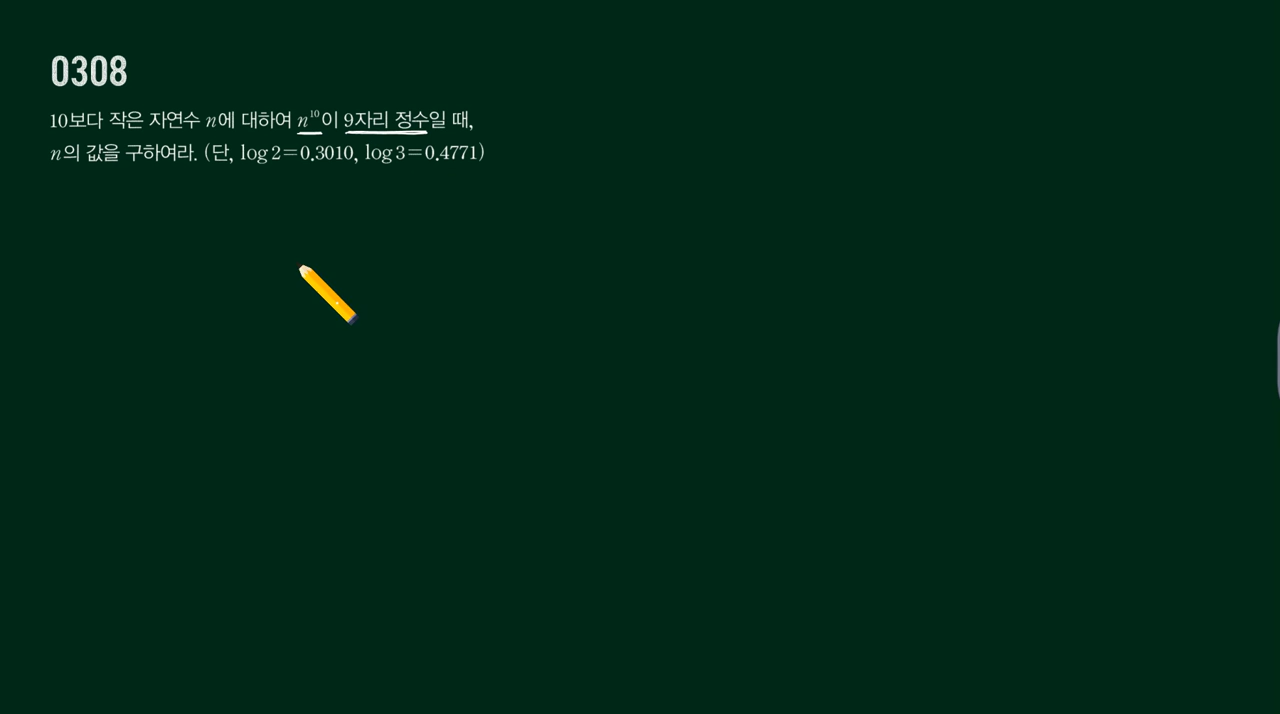 0308
10보다 작은 자연수 n에 대하여 n¹⁰이 9자리 정수일 때,
n의 값을 구하여라. (단, log 2=0.3010, log 3=0.4771)